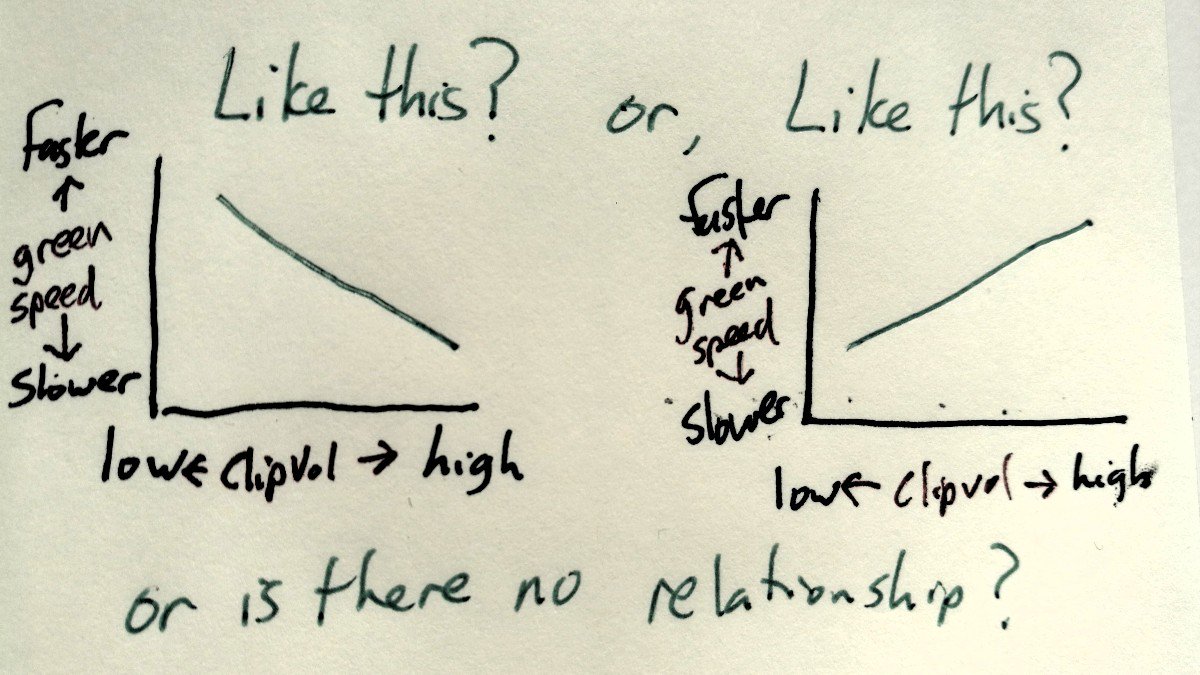 Like this? or, Like this?
faster
↑
green
speed
↓
slower
low ← clipvol → high
faster
↑
green
speed
↓
slower
low ← clipvol → high
or is there no relationship?